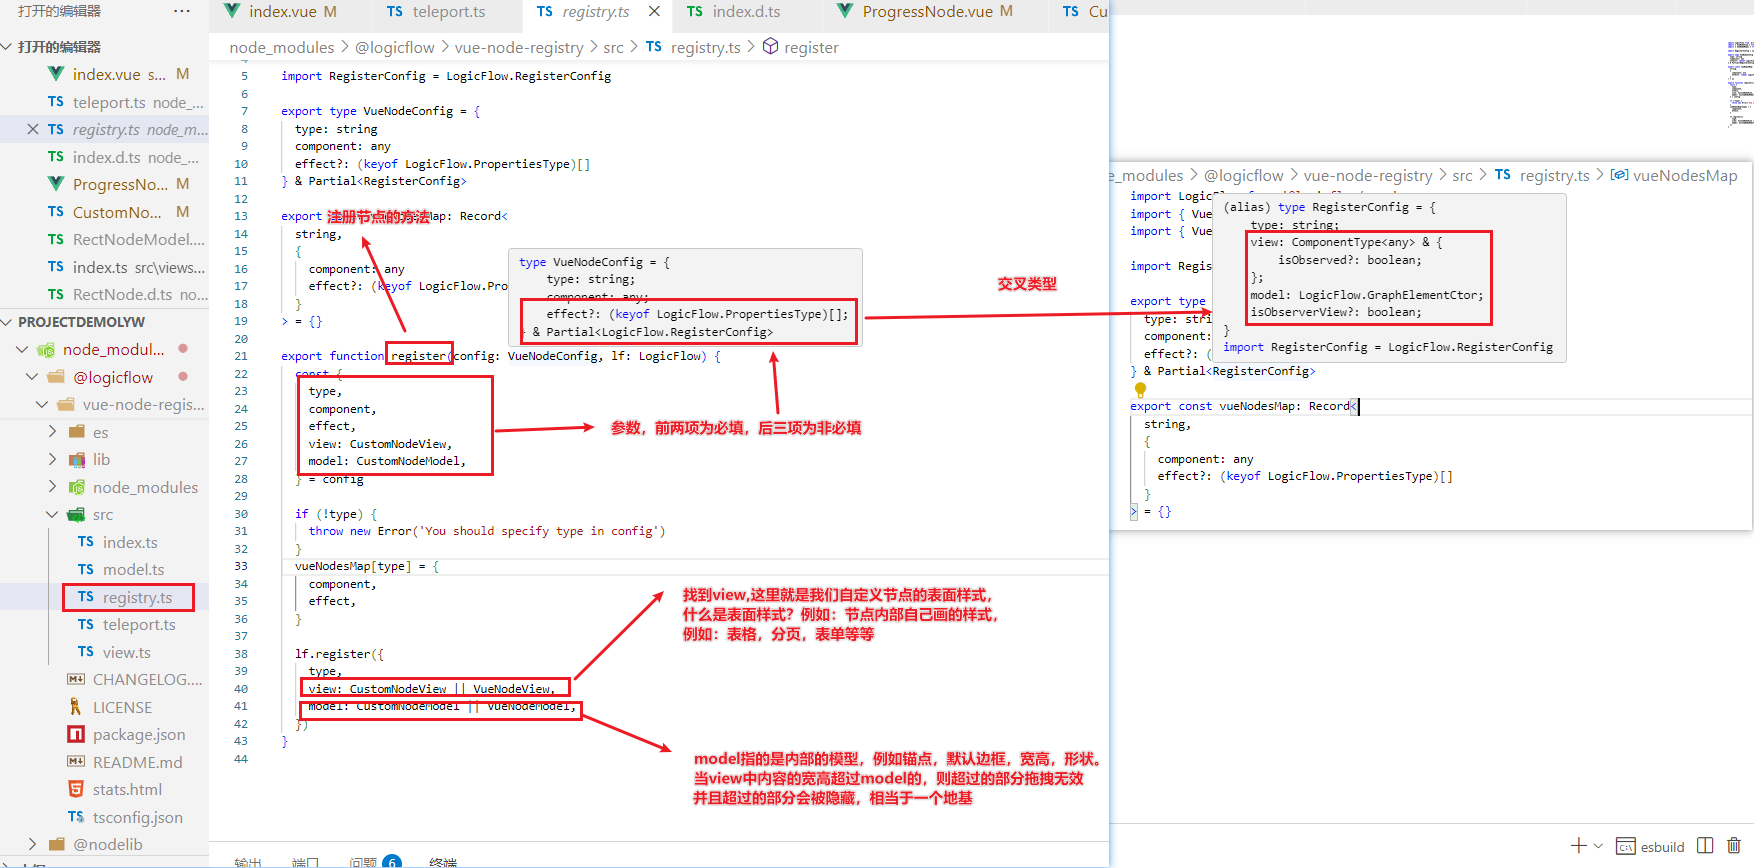 打开的编辑器
···
打开的编辑器
index.vue s... M
TS teleport.ts node_...
TS registry.ts node_m...
TS index.d.ts node_...
ProgressNo... M
TS CustomNo... M
TS RectNodeModel....
TS index.ts src\views...
TS RectNode.d.ts no...
PROJECTDEMOLYW
node_modul...
@logicflow
vue-node-regis...
es
lib
node_modules
src
TS index.ts
TS model.ts
TS registry.ts
TS teleport.ts
TS view.ts
CHANGELOG....
LICENSE
package.json
README.md
stats.html
tsconfig.json
@nodelib
index.vue M
TS teleport.ts
TS registry.ts
TS index.d.ts
ProgressNode.vue M
TS Cu
node_modules > @logicflow > vue-node-registry > src > TS registry.ts > register
4
5 import RegisterConfig = LogicFlow.RegisterConfig
6
7 export type VueNodeConfig = {
8 type: string
9 component: any
10 effect?: (keyof LogicFlow.PropertiesType)[]
11 } & Partial<RegisterConfig>
12
13 export Map: Record<
注册节点的方法
14 string,
15 {
16 component: any
17 effect?: (keyof LogicFlow.Pro
18 }
19 > = {}
20
21 export function register(config: VueNodeConfig, lf: LogicFlow) {
22 const {
23 type,
24 component,
25 effect,
26 view: CustomNodeView,
27 model: CustomNodeModel,
28 } = config
29
30 if (!type) {
31 throw new Error('You should specify type in config')
32 }
33 vueNodesMap[type] = {
34 component,
35 effect,
36 }
37
38 lf.register({
39 type,
40 view: CustomNodeView || VueNodeView,
41 model: CustomNodeModel || VueNodeModel,
42 })
43 }
44
type VueNodeConfig = {
type: string;
component: any;
effect?: (keyof LogicFlow.PropertiesType)[];
} & Partial<LogicFlow.RegisterConfig>
参数，前两项为必填，后三项为非必填
交叉类型
找到view,这里就是我们自定义节点的表面样式，
什么是表面样式？例如：节点内部自己画的样式，
例如：表格，分页，表单等等
model指的是内部的模型，例如锚点，默认边框，宽高，形状。
当view中内容的宽高超过model的，则超过的部分拖拽无效
并且超过的部分会被隐藏，相当于一个地基
输出 端口 问题 6 终端
e_modules > @logicflow > vue-node-registry > src > TS registry.ts > vueNodesMap
import { Vue
import { Vue
import Regis
export type
type: stri
component:
effect?: (
} & Partial<RegisterConfig>
(alias) type RegisterConfig = {
type: string;
view: ComponentType<any> & {
isObserved?: boolean;
};
model: LogicFlow.GraphElementCtor;
isObserverView?: boolean;
}
import RegisterConfig = LogicFlow.RegisterConfig
export const vueNodesMap: Record<
string,
{
component: any
effect?: (keyof LogicFlow.PropertiesType)[]
}
> = {}
esbuild